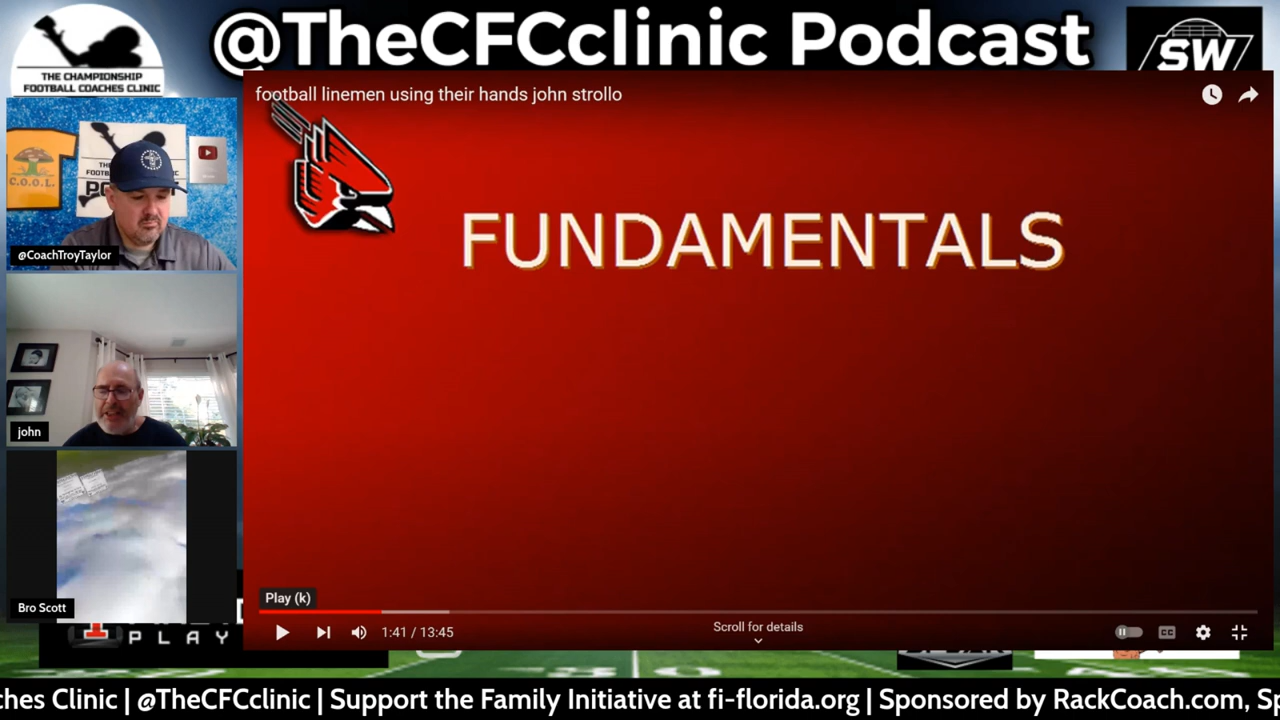 @TheCFCclinic Podcast
THE CHAMPIONSHIP
FOOTBALL COACHES CLINIC
SW
football linemen using their hands john strollo
C.O.O.L.
@CoachTroyTaylor
FUNDAMENTALS
john
Bro Scott
Play (k)
1:41 / 13:45
Scroll for details
CC
PLAY
ches Clinic | @TheCFCclinic | Support the Family Initiative at fi-florida.org | Sponsored by RackCoach.com, Sp